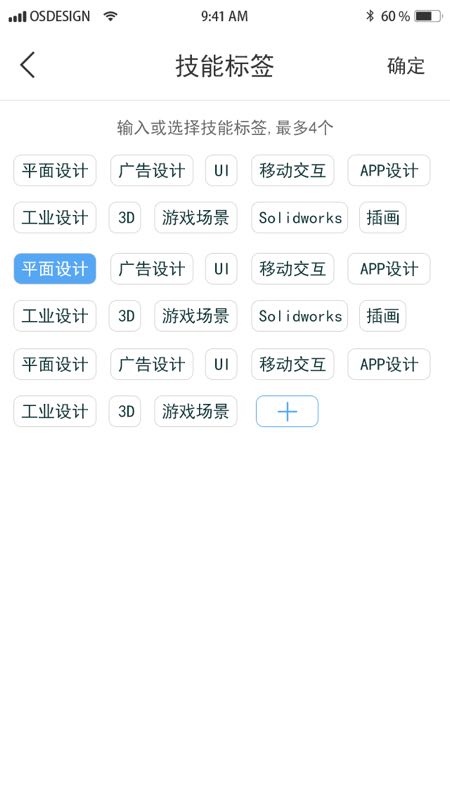 OSDESIGN 9:41 AM 60 %
技能标签 确定
输入或选择技能标签, 最多4个
平面设计 广告设计 UI 移动交互 APP设计
工业设计 3D 游戏场景 Solidworks 插画
平面设计 广告设计 UI 移动交互 APP设计
工业设计 3D 游戏场景 Solidworks 插画
平面设计 广告设计 UI 移动交互 APP设计
工业设计 3D 游戏场景